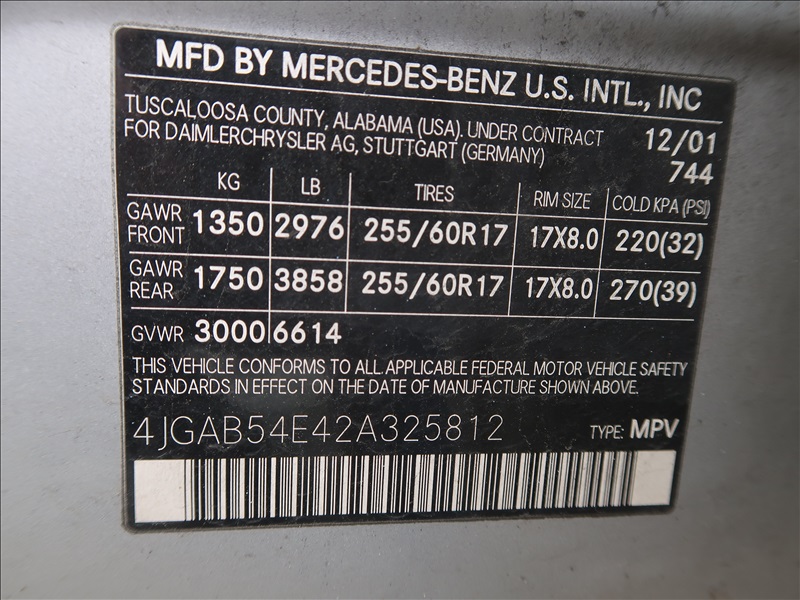 MFD BY MERCEDES-BENZ U.S. INTL., INC
TUSCALOOSA COUNTY, ALABAMA (USA). UNDER CONTRACT 12/01
FOR DAIMLERCHRYSLER AG, STUTTGART (GERMANY) 744
KG LB TIRES RIM SIZE COLD KPA (PSI)
GAWR FRONT 1350 2976 255/60R17 17X8.0 220(32)
GAWR REAR 1750 3858 255/60R17 17X8.0 270(39)
GVWR 3000 6614
THIS VEHICLE CONFORMS TO ALL APPLICABLE FEDERAL MOTOR VEHICLE SAFETY
STANDARDS IN EFFECT ON THE DATE OF MANUFACTURE SHOWN ABOVE.
4JGAB54E42A325812 TYPE: MPV